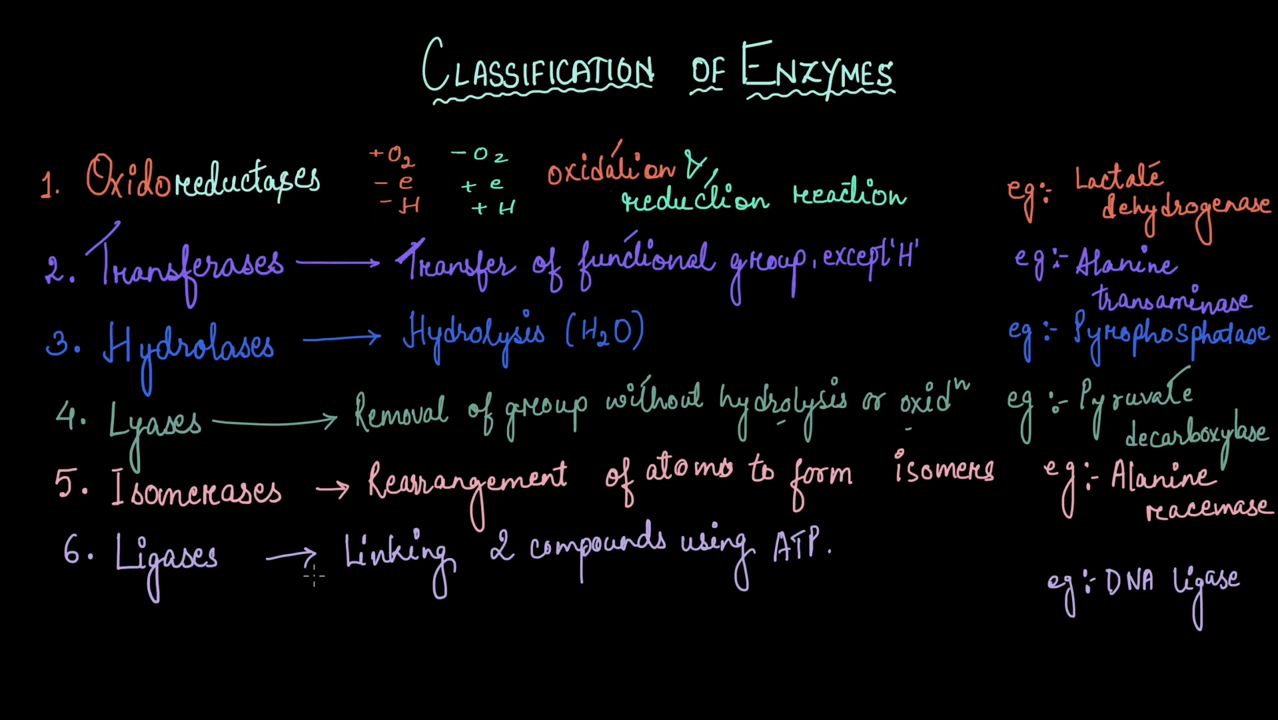 CLASSIFICATION OF ENZYMES
1. Oxidoreductases +O2 - e - H - O2 + e + H oxidation & reduction reaction eg:- Lactate dehydrogenase
2. Transferases → Transfer of functional group, except 'H' eg:- Alanine transaminase
3. Hydrolases → Hydrolysis (H2O) eg:- Pyrophosphatase
4. Lyases → Removal of group without hydrolysis or oxidⁿ eg:- Pyruvate decarboxylase
5. Isomerases → Rearrangement of atoms to form isomers eg:- Alanine reacemase
6. Ligases → Linking 2 compounds using ATP. eg:- DNA ligase